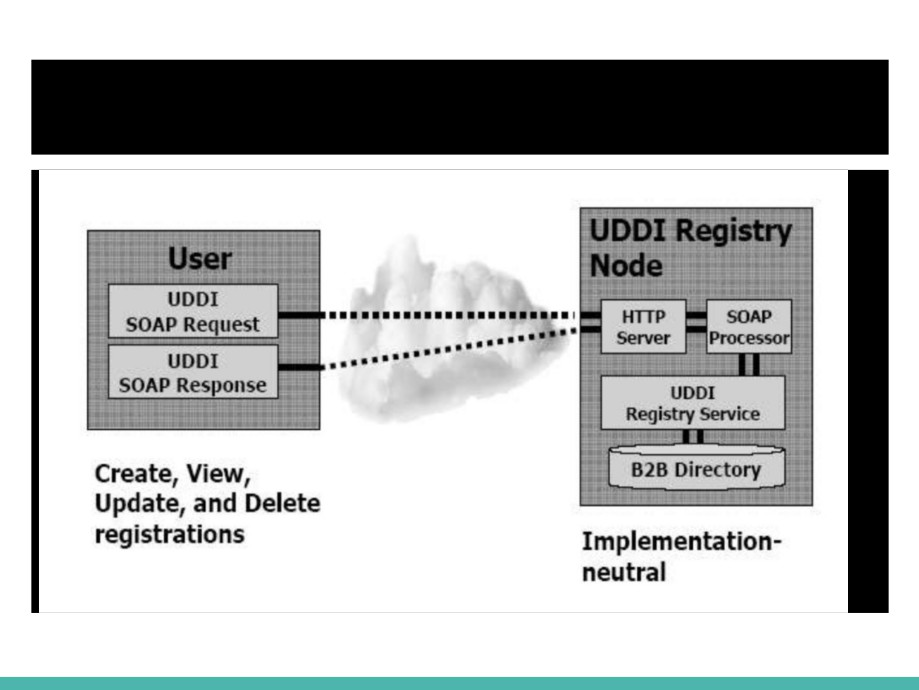 User
UDDI
SOAP Request
UDDI
SOAP Response
Create, View,
Update, and Delete
registrations
UDDI Registry
Node
HTTP
Server
SOAP
Processor
UDDI
Registry Service
B2B Directory
Implementation-
neutral